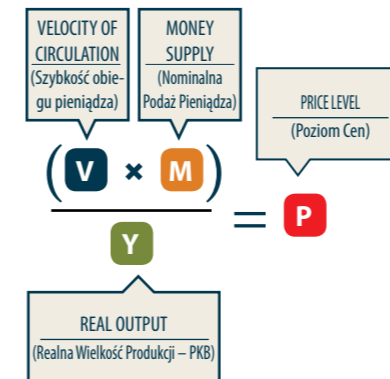 VELOCITY OF
CIRCULATION
(Szybkość obie-
gu pieniądza)
MONEY
SUPPLY
(Nominalna
Podaż Pieniądza)
PRICE LEVEL
(Poziom Cen)
(V × M)
Y
= P
REAL OUTPUT
(Realna Wielkość Produkcji – PKB)